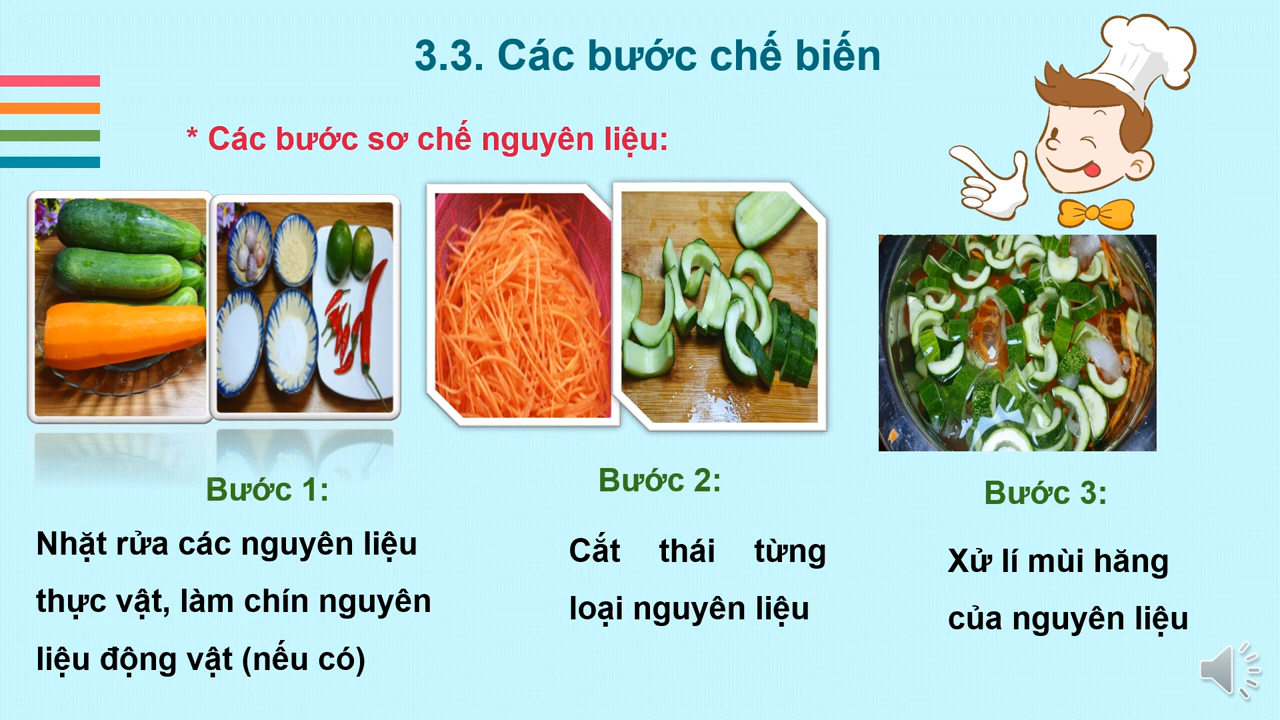 3.3. Các bước chế biến
* Các bước sơ chế nguyên liệu:
Bước 1:
Nhặt rửa các nguyên liệu
thực vật, làm chín nguyên
liệu động vật (nếu có)
Bước 2:
Cắt thái từng
loại nguyên liệu
Bước 3:
Xử lí mùi hăng
của nguyên liệu